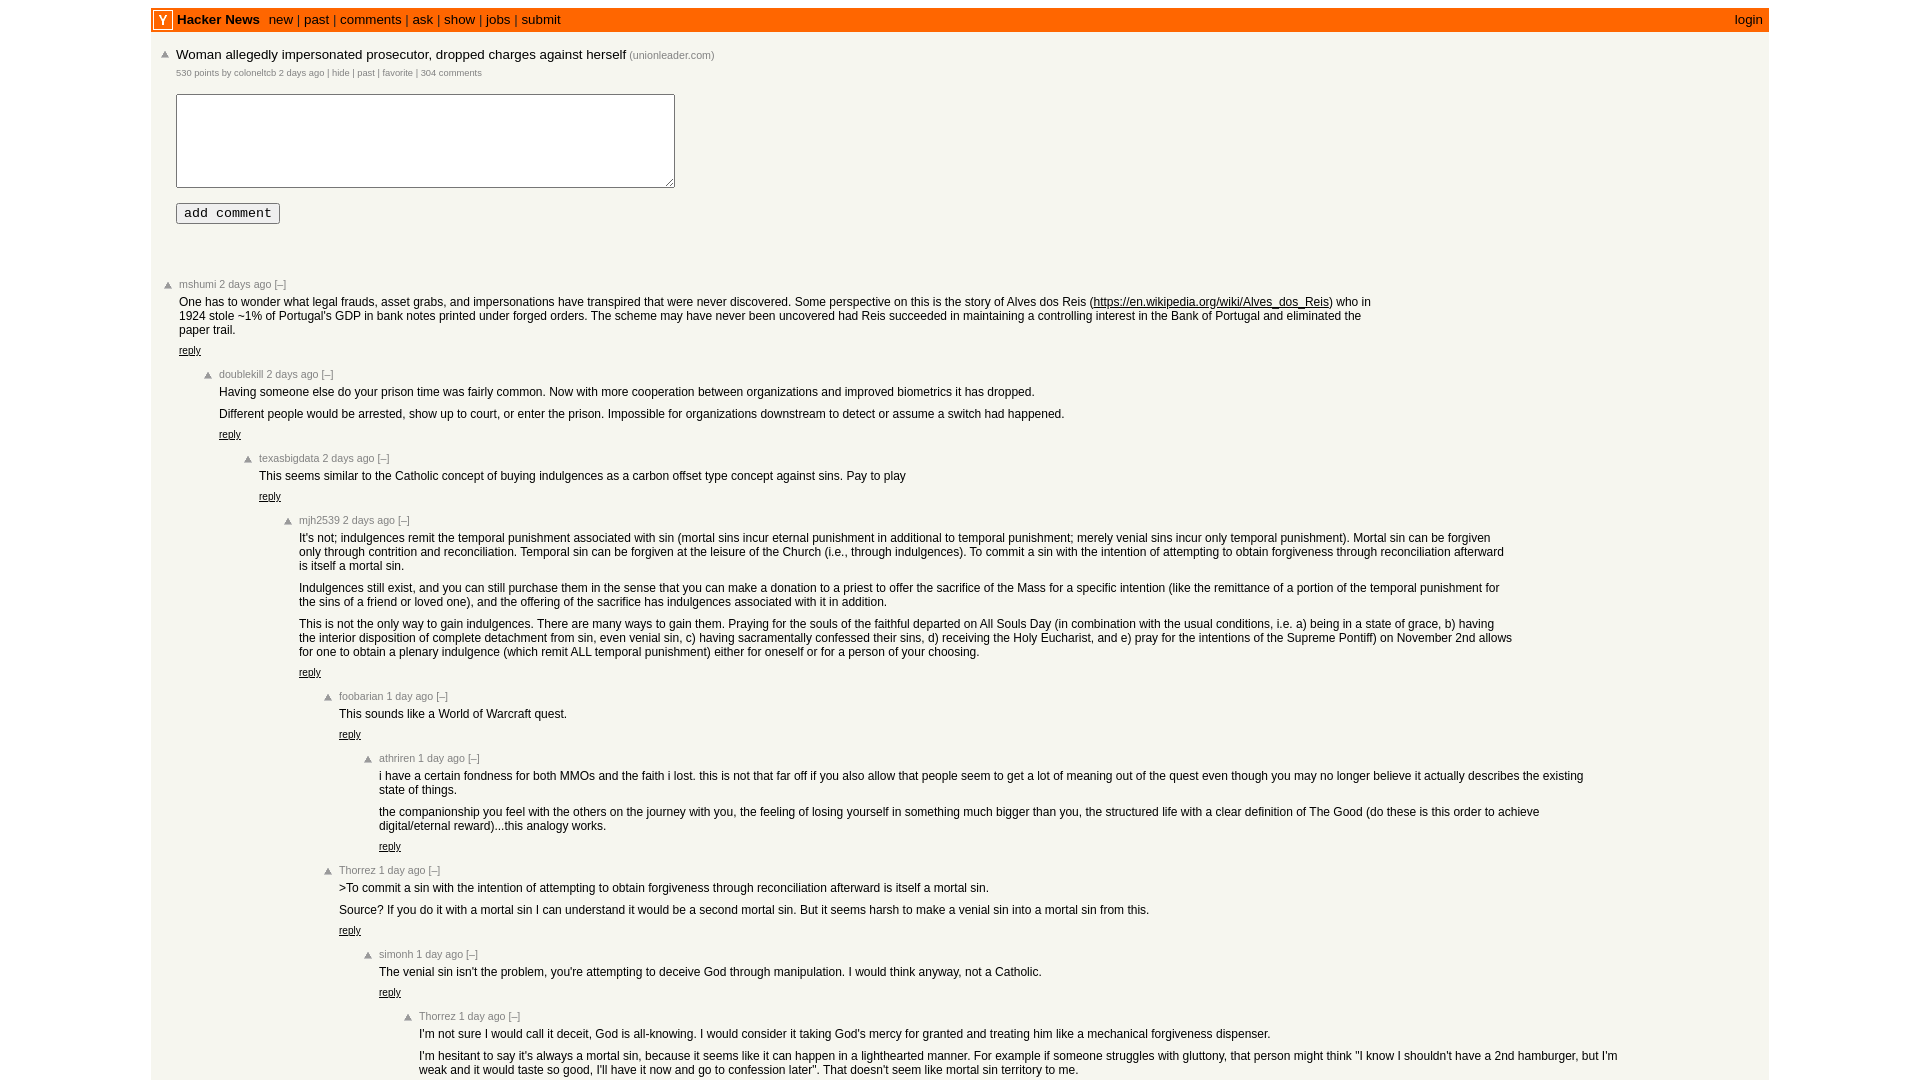 Y Hacker News new | past | comments | ask | show | jobs | submit login
Woman allegedly impersonated prosecutor, dropped charges against herself (unionleader.com)
530 points by coloneltcb 2 days ago | hide | past | favorite | 304 comments
add comment
mshumi 2 days ago [–]
One has to wonder what legal frauds, asset grabs, and impersonations have transpired that were never discovered. Some perspective on this is the story of Alves dos Reis (https://en.wikipedia.org/wiki/Alves_dos_Reis) who in
1924 stole ~1% of Portugal's GDP in bank notes printed under forged orders. The scheme may have never been uncovered had Reis succeeded in maintaining a controlling interest in the Bank of Portugal and eliminated the
paper trail.
reply
doublekill 2 days ago [–]
Having someone else do your prison time was fairly common. Now with more cooperation between organizations and improved biometrics it has dropped.
Different people would be arrested, show up to court, or enter the prison. Impossible for organizations downstream to detect or assume a switch had happened.
reply
texasbigdata 2 days ago [–]
This seems similar to the Catholic concept of buying indulgences as a carbon offset type concept against sins. Pay to play
reply
mjh2539 2 days ago [–]
It's not; indulgences remit the temporal punishment associated with sin (mortal sins incur eternal punishment in additional to temporal punishment; merely venial sins incur only temporal punishment). Mortal sin can be forgiven
only through contrition and reconciliation. Temporal sin can be forgiven at the leisure of the Church (i.e., through indulgences). To commit a sin with the intention of attempting to obtain forgiveness through reconciliation afterward
is itself a mortal sin.
Indulgences still exist, and you can still purchase them in the sense that you can make a donation to a priest to offer the sacrifice of the Mass for a specific intention (like the remittance of a portion of the temporal punishment for
the sins of a friend or loved one), and the offering of the sacrifice has indulgences associated with it in addition.
This is not the only way to gain indulgences. There are many ways to gain them. Praying for the souls of the faithful departed on All Souls Day (in combination with the usual conditions, i.e. a) being in a state of grace, b) having
the interior disposition of complete detachment from sin, even venial sin, c) having sacramentally confessed their sins, d) receiving the Holy Eucharist, and e) pray for the intentions of the Supreme Pontiff) on November 2nd allows
for one to obtain a plenary indulgence (which remit ALL temporal punishment) either for oneself or for a person of your choosing.
reply
foobarian 1 day ago [–]
This sounds like a World of Warcraft quest.
reply
athriren 1 day ago [–]
i have a certain fondness for both MMOs and the faith i lost. this is not that far off if you also allow that people seem to get a lot of meaning out of the quest even though you may no longer believe it actually describes the existing
state of things.
the companionship you feel with the others on the journey with you, the feeling of losing yourself in something much bigger than you, the structured life with a clear definition of The Good (do these is this order to achieve
digital/eternal reward)...this analogy works.
reply
Thorrez 1 day ago [–]
>To commit a sin with the intention of attempting to obtain forgiveness through reconciliation afterward is itself a mortal sin.
Source? If you do it with a mortal sin I can understand it would be a second mortal sin. But it seems harsh to make a venial sin into a mortal sin from this.
reply
simonh 1 day ago [–]
The venial sin isn't the problem, you're attempting to deceive God through manipulation. I would think anyway, not a Catholic.
reply
Thorrez 1 day ago [–]
I'm not sure I would call it deceit, God is all-knowing. I would consider it taking God's mercy for granted and treating him like a mechanical forgiveness dispenser.
I'm hesitant to say it's always a mortal sin, because it seems like it can happen in a lighthearted manner. For example if someone struggles with gluttony, that person might think "I know I shouldn't have a 2nd hamburger, but I'm
weak and it would taste so good, I'll have it now and go to confession later". That doesn't seem like mortal sin territory to me.